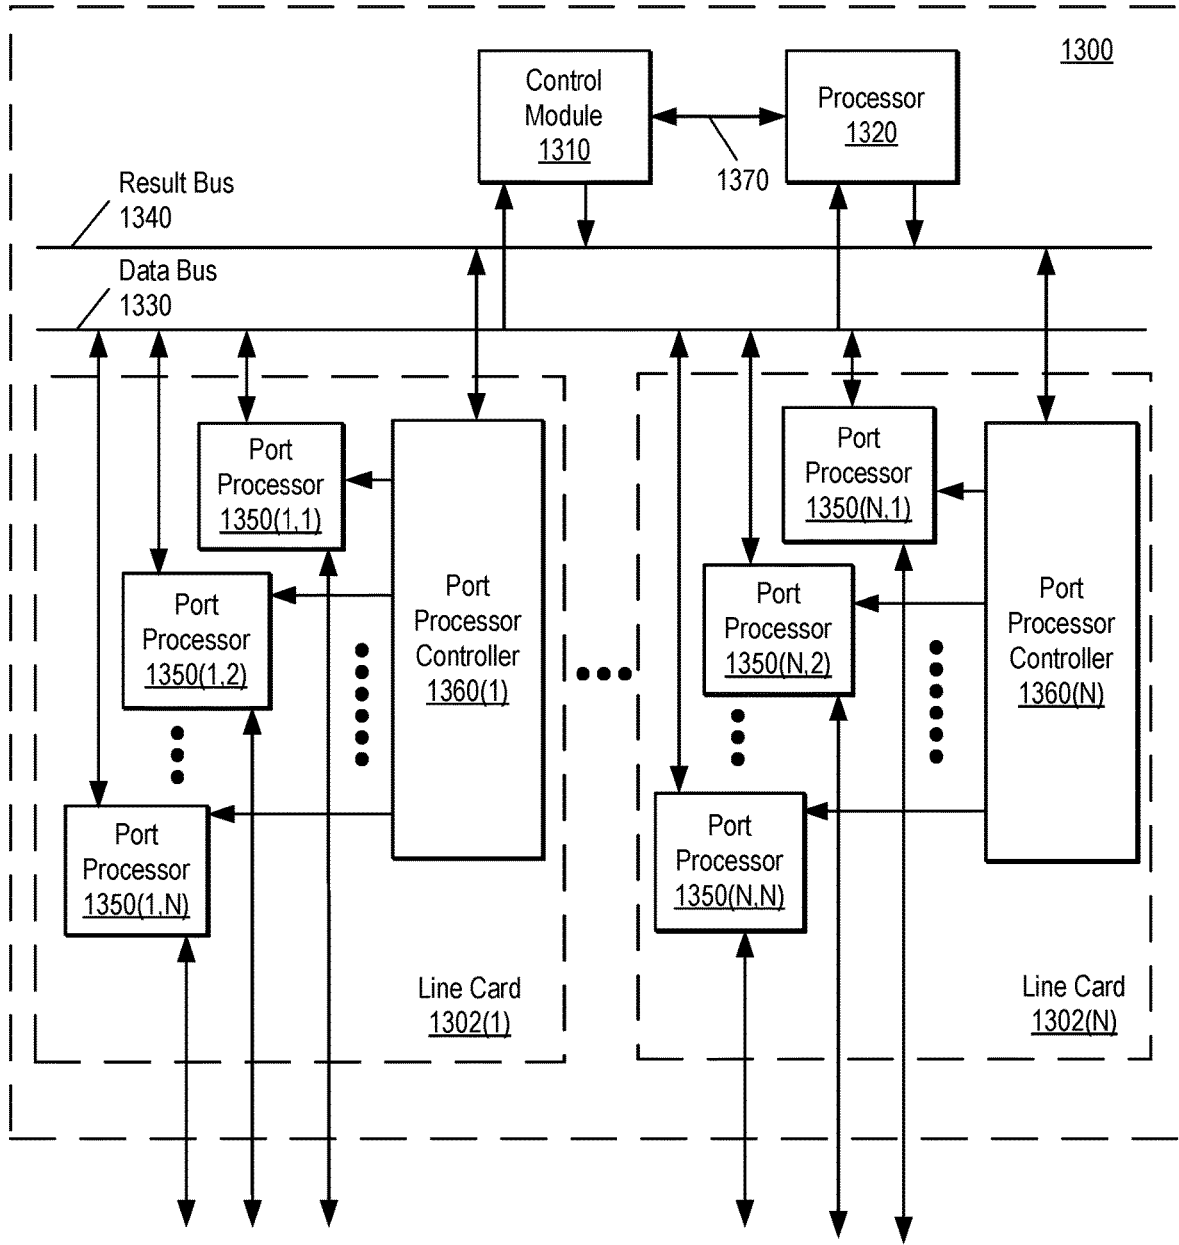 1300
Control
Module
1310
Processor
1320
1370
Result Bus
1340
Data Bus
1330
Port
Processor
1350(1,1)
Port
Processor
1350(1,2)
Port
Processor
1350(1,N)
Port
Processor
Controller
1360(1)
Line Card
1302(1)
Port
Processor
1350(N,1)
Port
Processor
1350(N,2)
Port
Processor
1350(N,N)
Port
Processor
Controller
1360(N)
Line Card
1302(N)